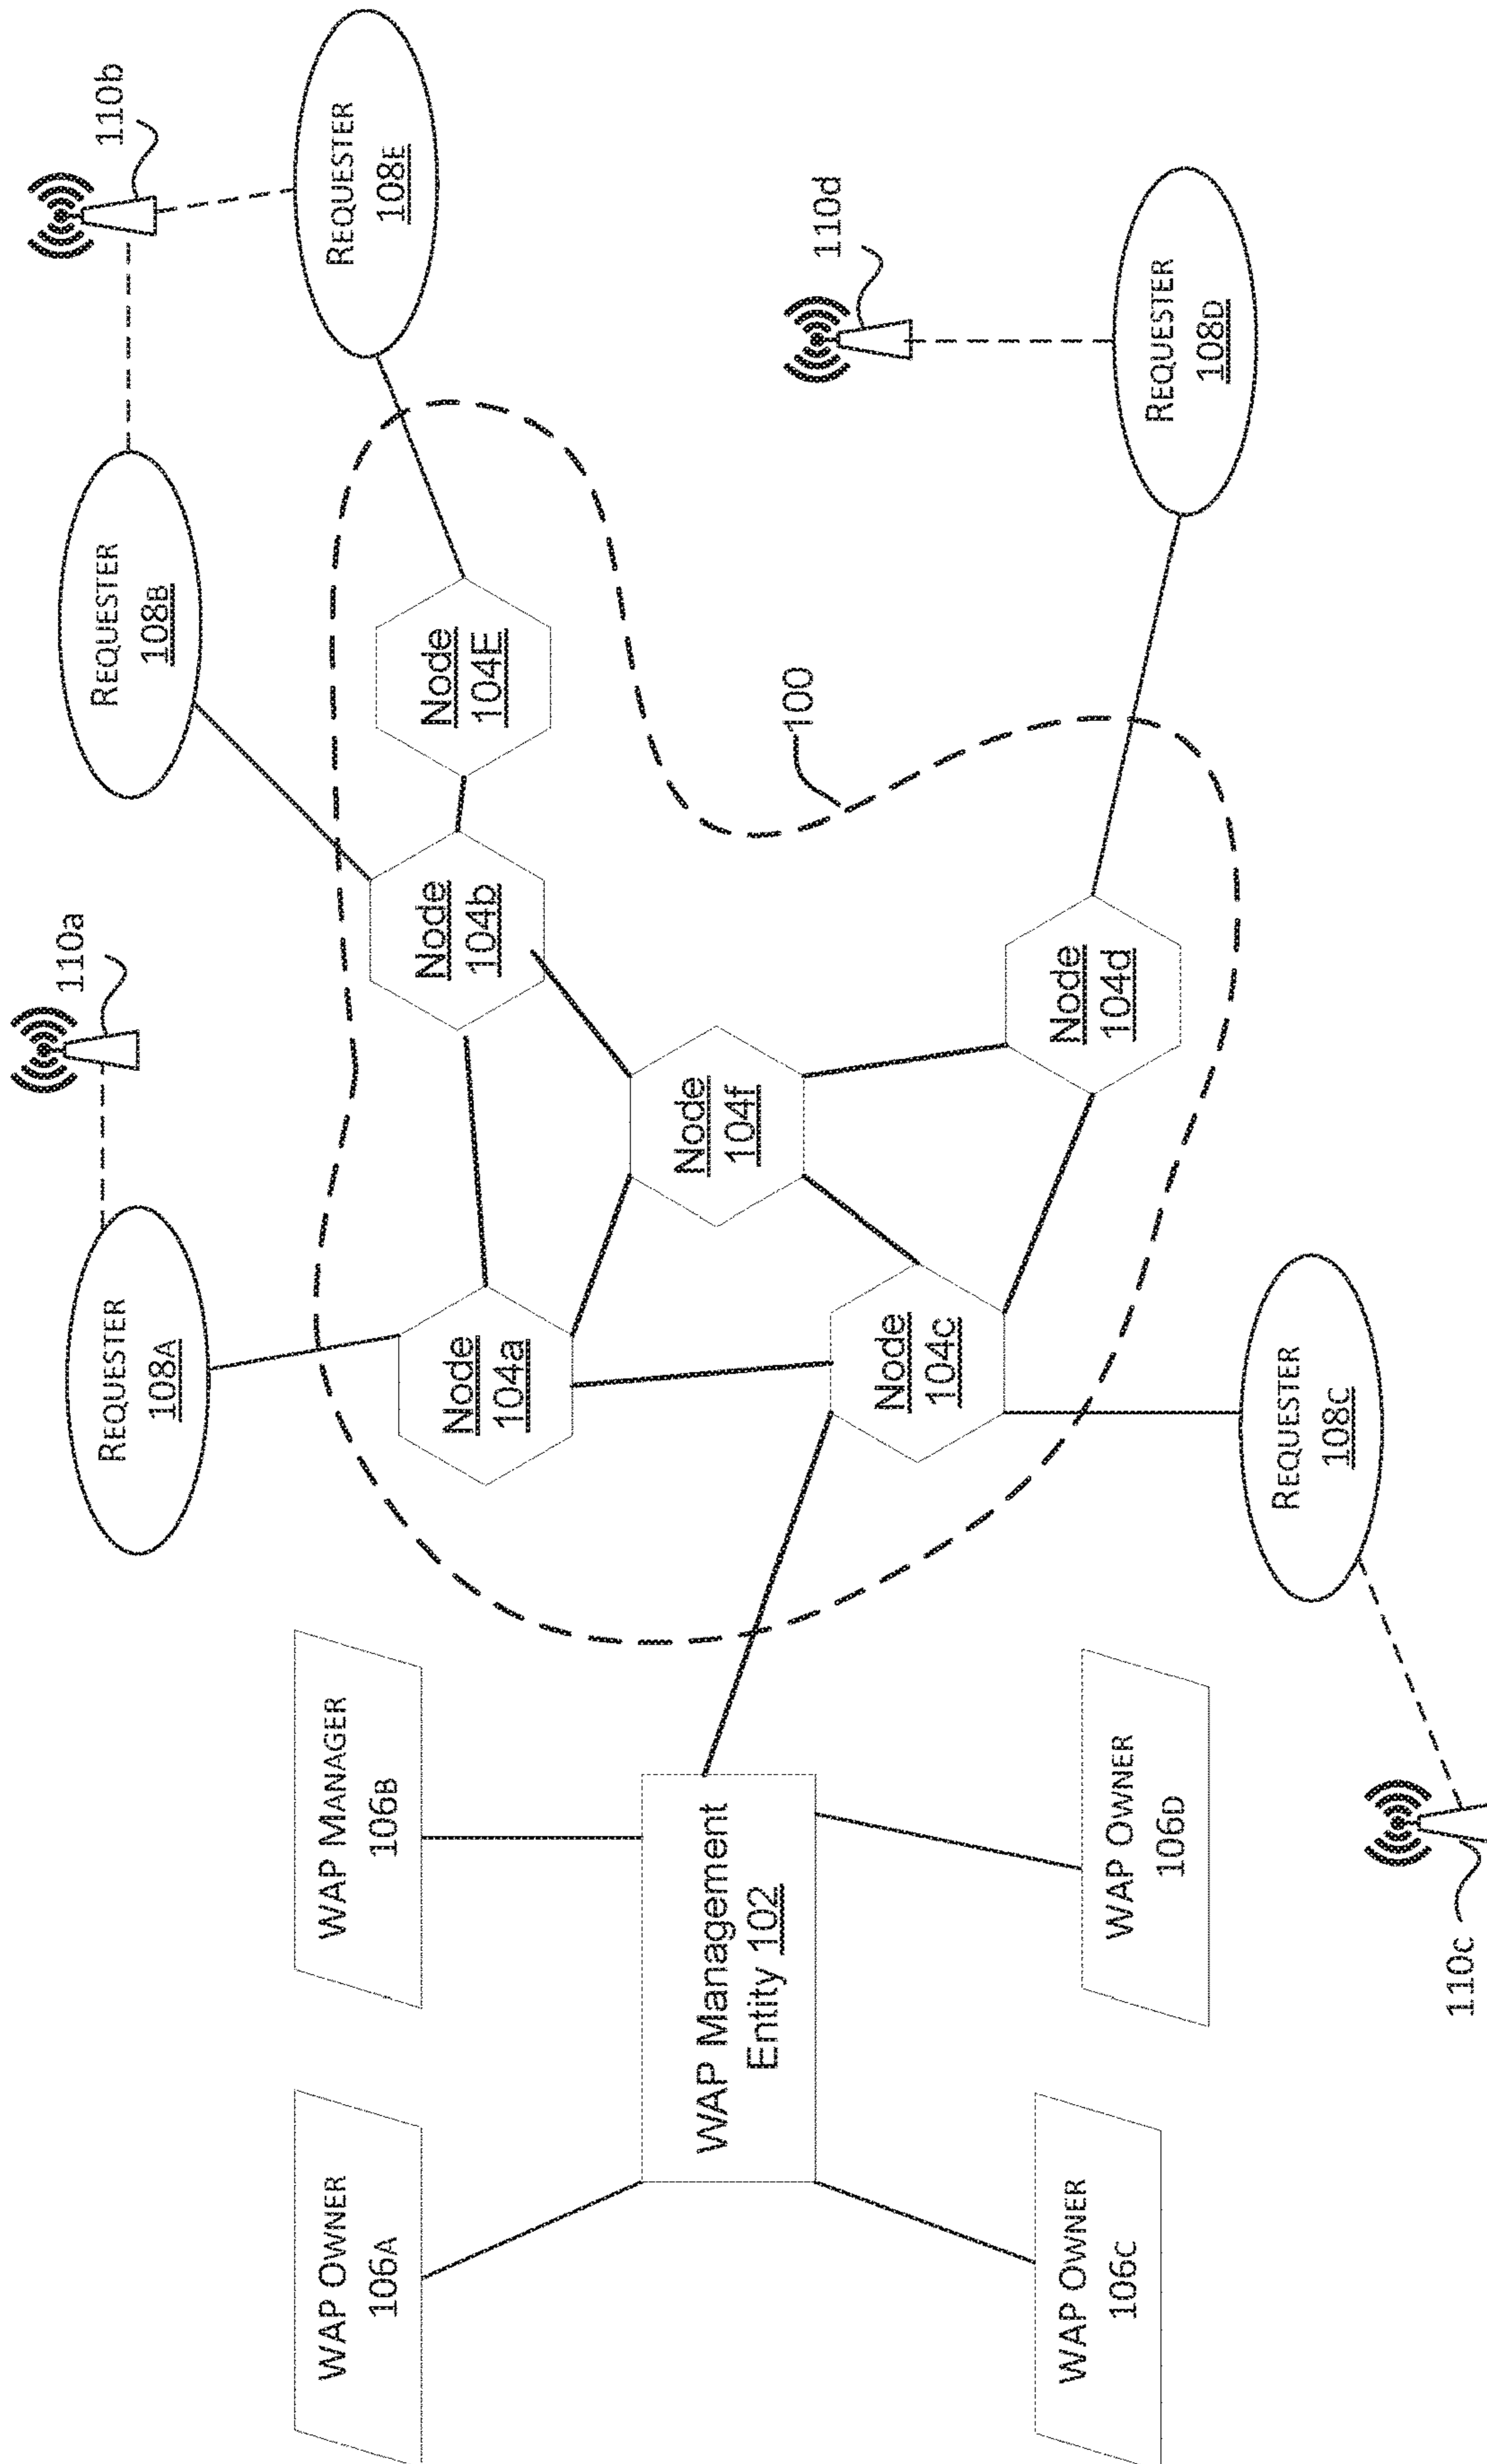 110a
110b
REQUESTER
108A
REQUESTER
108B
WAP OWNER
106A
WAP MANAGER
106B
REQUESTER
108E
Node
104a
Node
104b
Node
104E
WAP Management
Entity 102
Node
104f
100
110d
Node
104c
Node
104d
WAP OWNER
106C
WAP OWNER
106D
REQUESTER
108D
REQUESTER
108C
110c